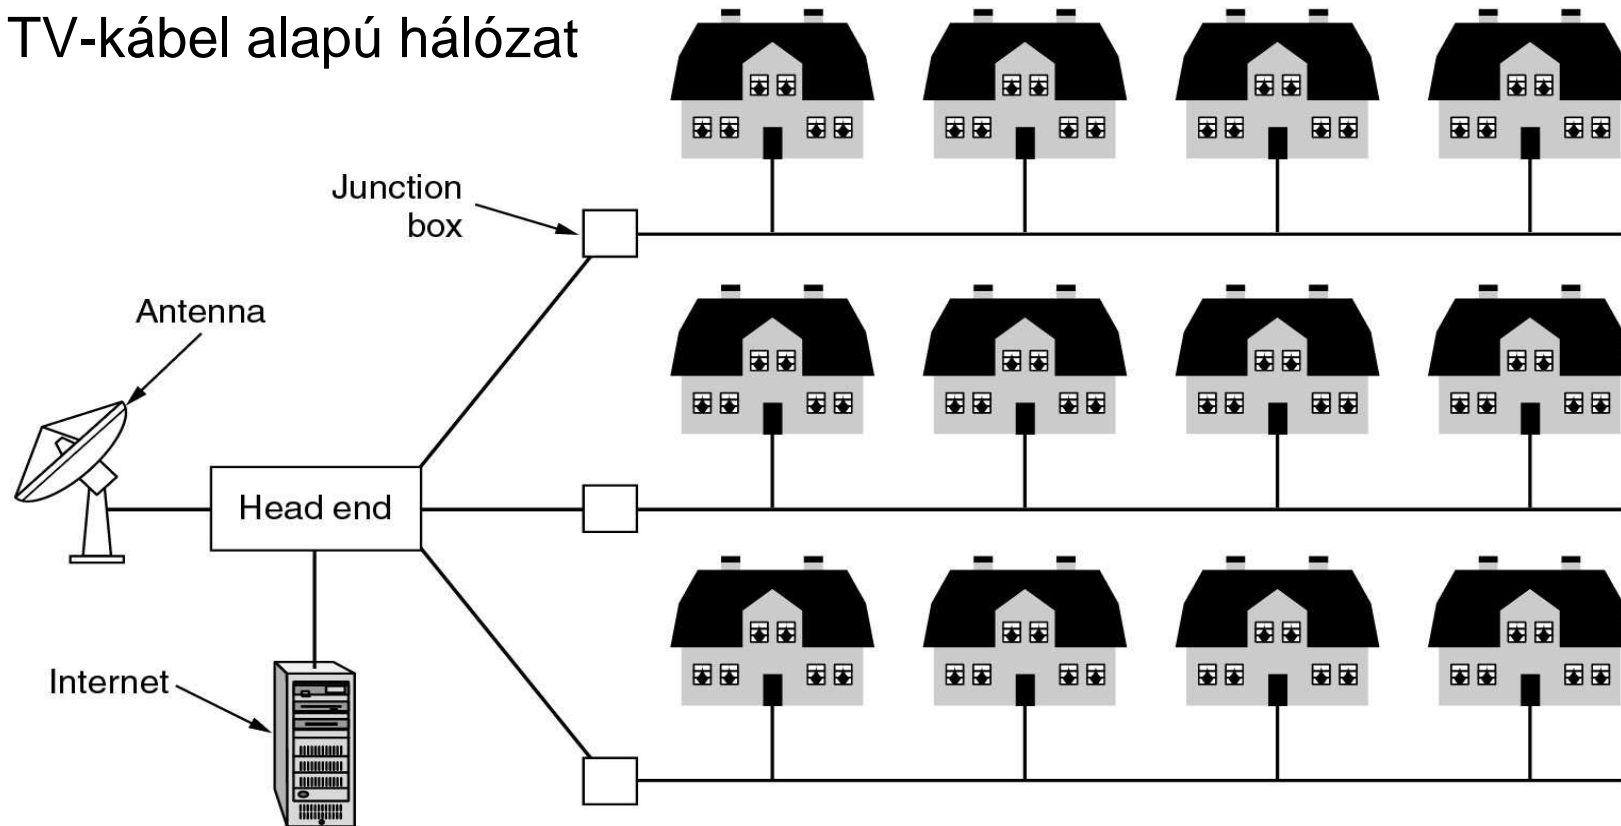 TV-kábel alapú hálózat
Junction
box
Antenna
Head end
Internet